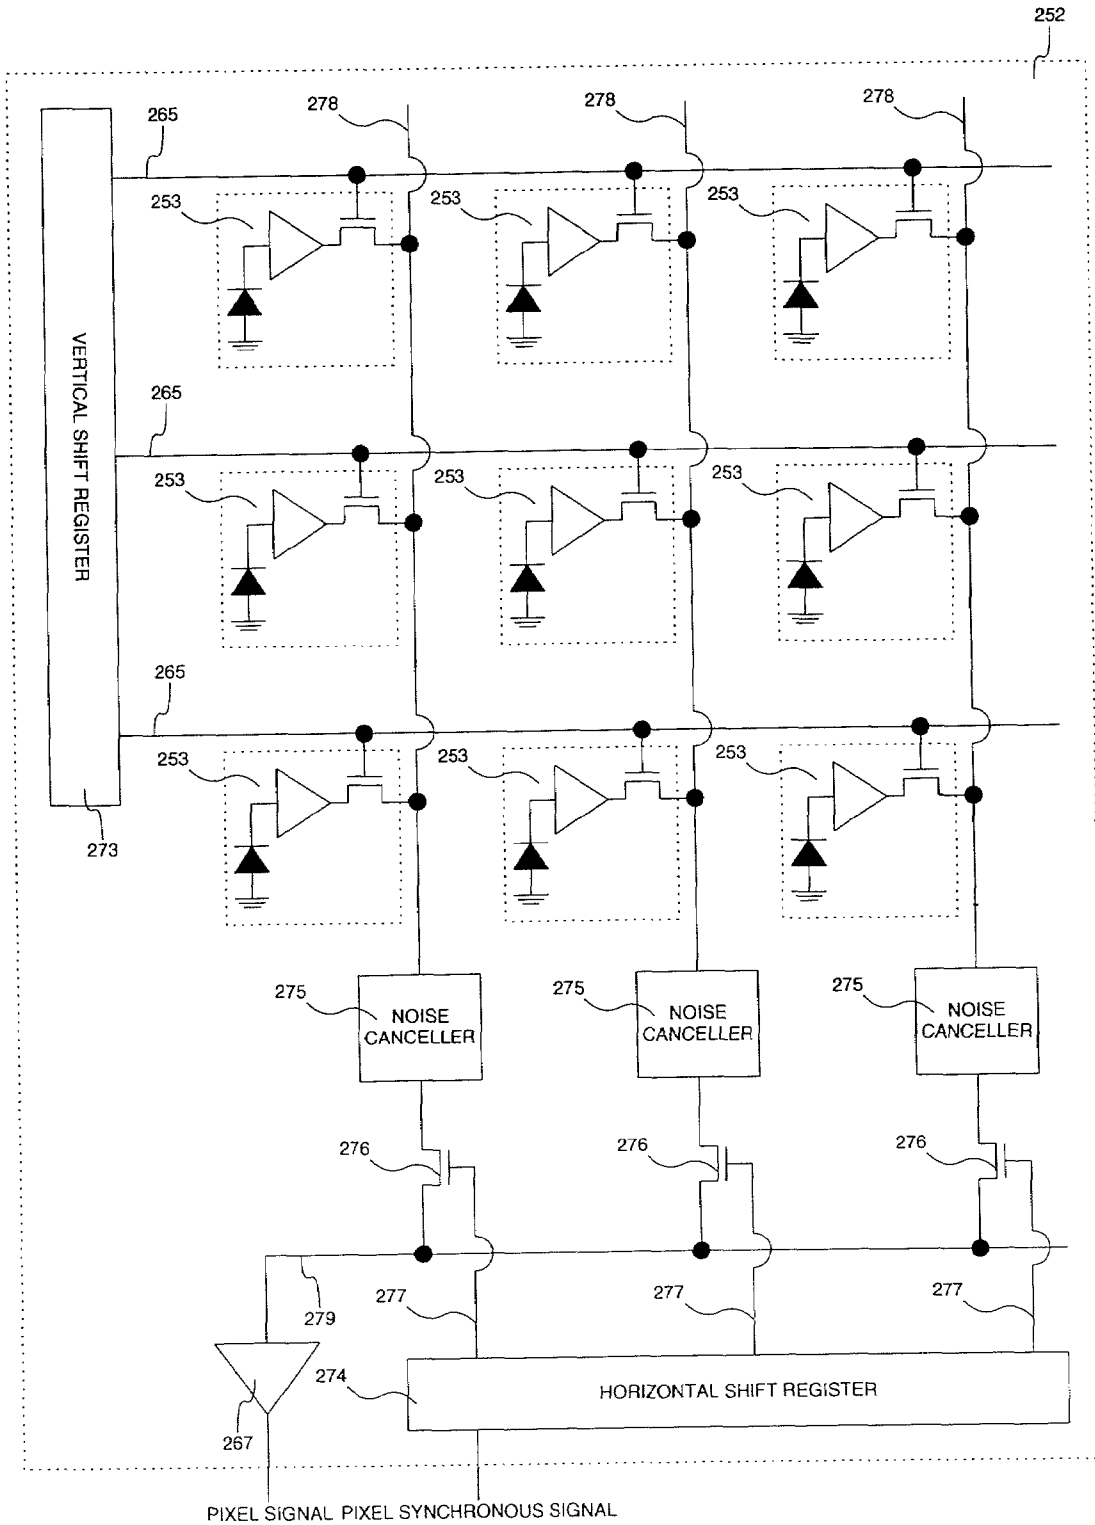 252
278
278
278
265
253
253
253
VERTICAL SHIFT REGISTER
265
253
253
253
265
253
253
253
273
275
NOISE
CANCELLER
275
NOISE
CANCELLER
275
NOISE
CANCELLER
276
276
276
279
277
277
277
274
HORIZONTAL SHIFT REGISTER
267
PIXEL SIGNAL
PIXEL SYNCHRONOUS SIGNAL